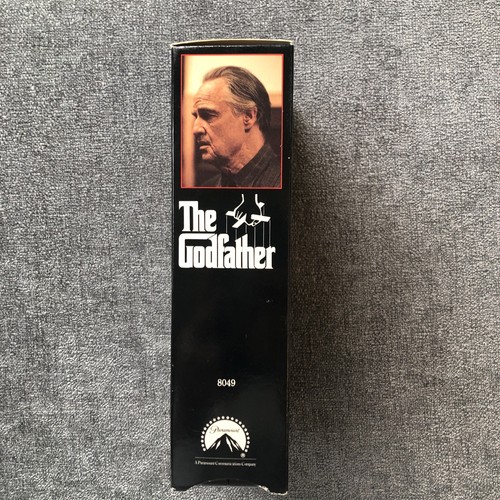 The
Godfather
8049
Paramount
A Paramount Communications Company